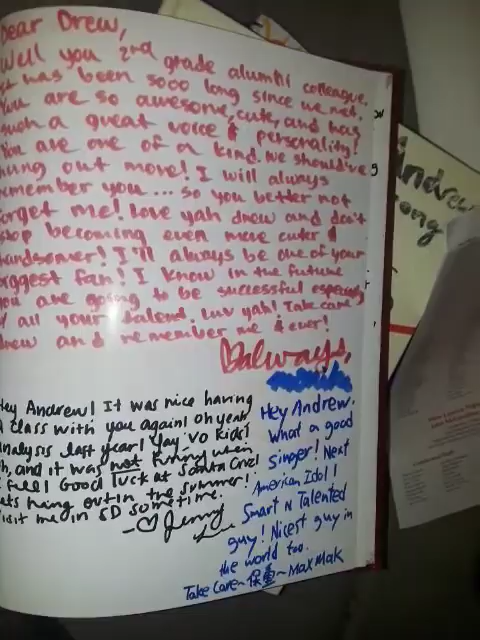 Dear Drew,
Well you 2nd grade alumni colleague,
it has been sooo long since we met.
You are so awesome, cute, and has
such a great voice & personality!
You are one of a kind. We should've
hung out more! I will always
remember you... so you better not
forget me! Love yah drew and don't
stop becoming even more cuter &
handsomer! I'll always be one of your
biggest fan! I know in the future
you are going to be successful especially
w/ all your talent. Luv yah! Take care
drew and remember me 4ever!
always,
Hey Andrew! It was nice having
a class with you again! Oh yeah
analysis last year! Yay Vo kids!
Oh, and it was not funny when
I fell! Good luck at Santa Cruz!
Lets hang out in the summer!
Visit me in SD sometime.
-♡ Jenny
Hey Andrew.
What a good
singer! Next
American Idol!
Smart N Talented
guy! Nicest guy in
the world too.
Take Care~ 保重 ~Max Mak
Andrew